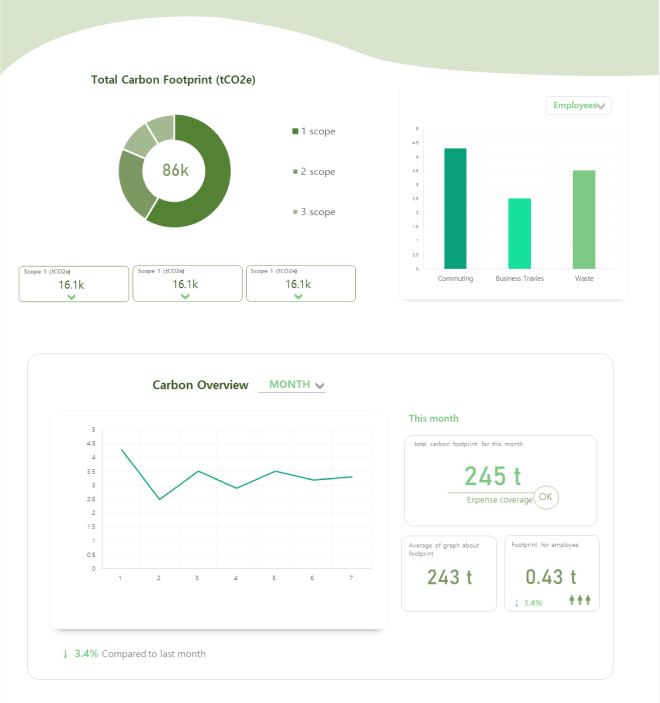 Total Carbon Footprint (tCO2e)
86k
1 scope
2 scope
3 scope
Employees
5
4.5
4
3.5
3
2.5
2
1.5
1
0.5
0
Commuting
Business Travles
Waste
Scope 1 (tCO2e)
16.1k
Scope 1 (tCO2e)
16.1k
Scope 1 (tCO2e)
16.1k
Carbon Overview MONTH
5
4.5
4
3.5
3
2.5
2
1.5
1
0.5
0
1 2 3 4 5 6 7
↓ 3.4% Compared to last month
This month
total carbon footprint for this month
245 t
Expense coverage OK
Average of graph about
footprint
243 t
Footprint for employee
0.43 t
↓ 3.4%